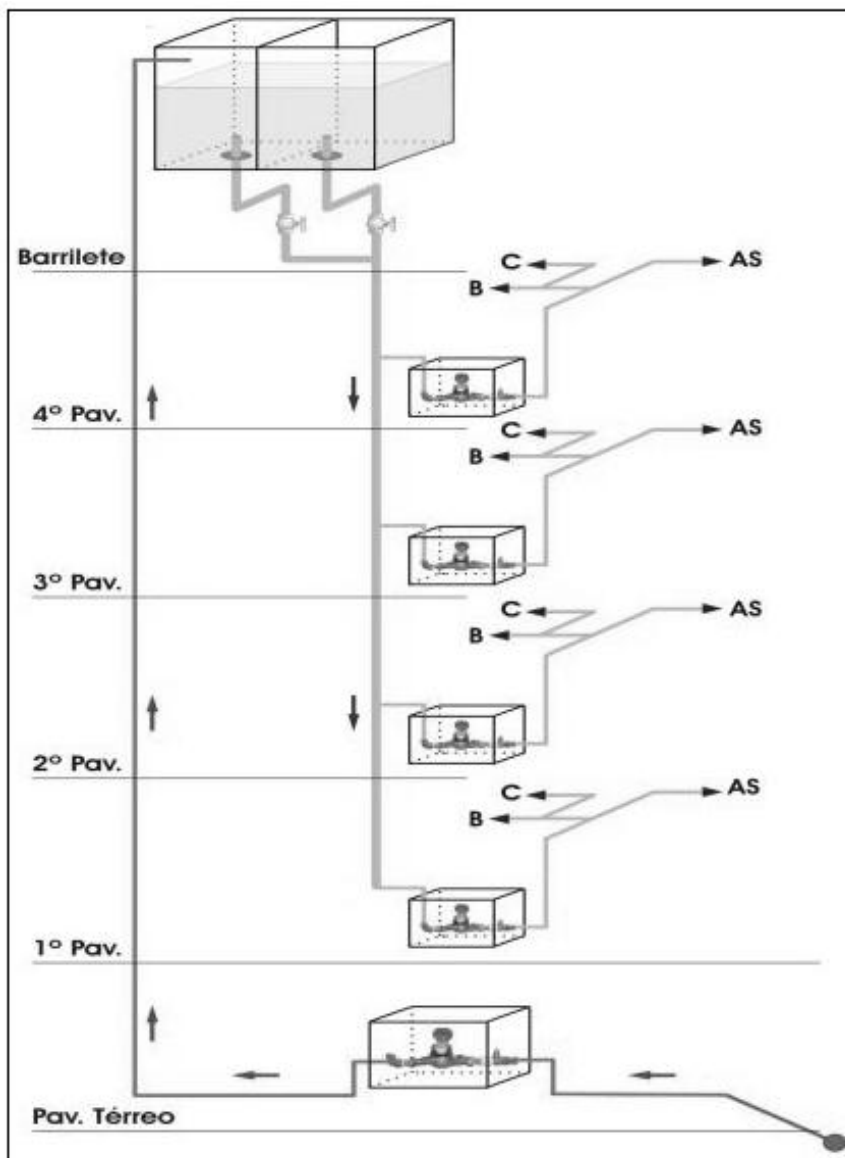 Barrilete
C
AS
B
4º Pav.
C
AS
B
3º Pav.
C
AS
B
2º Pav.
C
AS
B
1º Pav.
Pav. Térreo